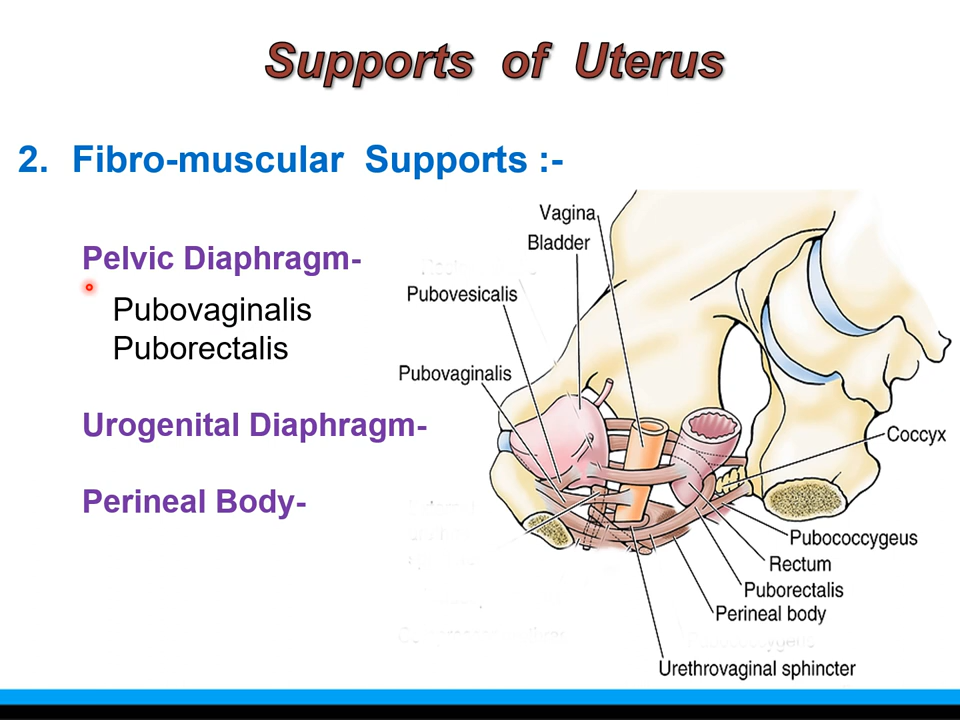 Supports of Uterus
2. Fibro-muscular Supports :-
Pelvic Diaphragm-
Pubovaginalis
Puborectalis
Urogenital Diaphragm-
Perineal Body-
Vagina
Bladder
Pubovesicalis
Pubovaginalis
Coccyx
Pubococcygeus
Rectum
Puborectalis
Perineal body
Urethrovaginal sphincter